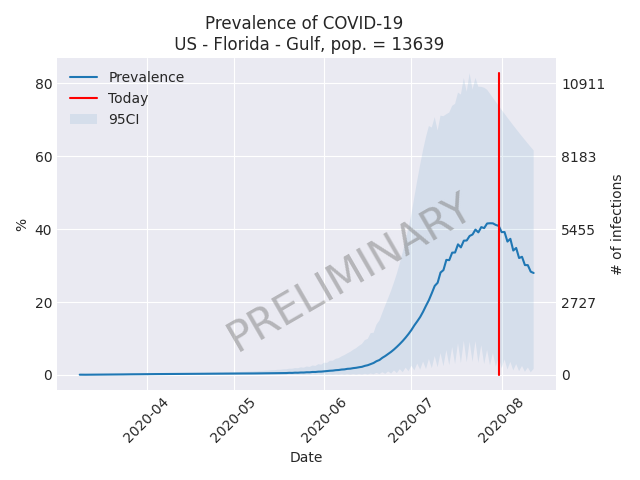 Prevalence of COVID-19
US - Florida - Gulf, pop. = 13639
Prevalence
Today
95CI
PRELIMINARY
%
80
60
40
20
0
10911
8183
5455
2727
0
# of infections
2020-04
2020-05
2020-06
2020-07
2020-08
Date